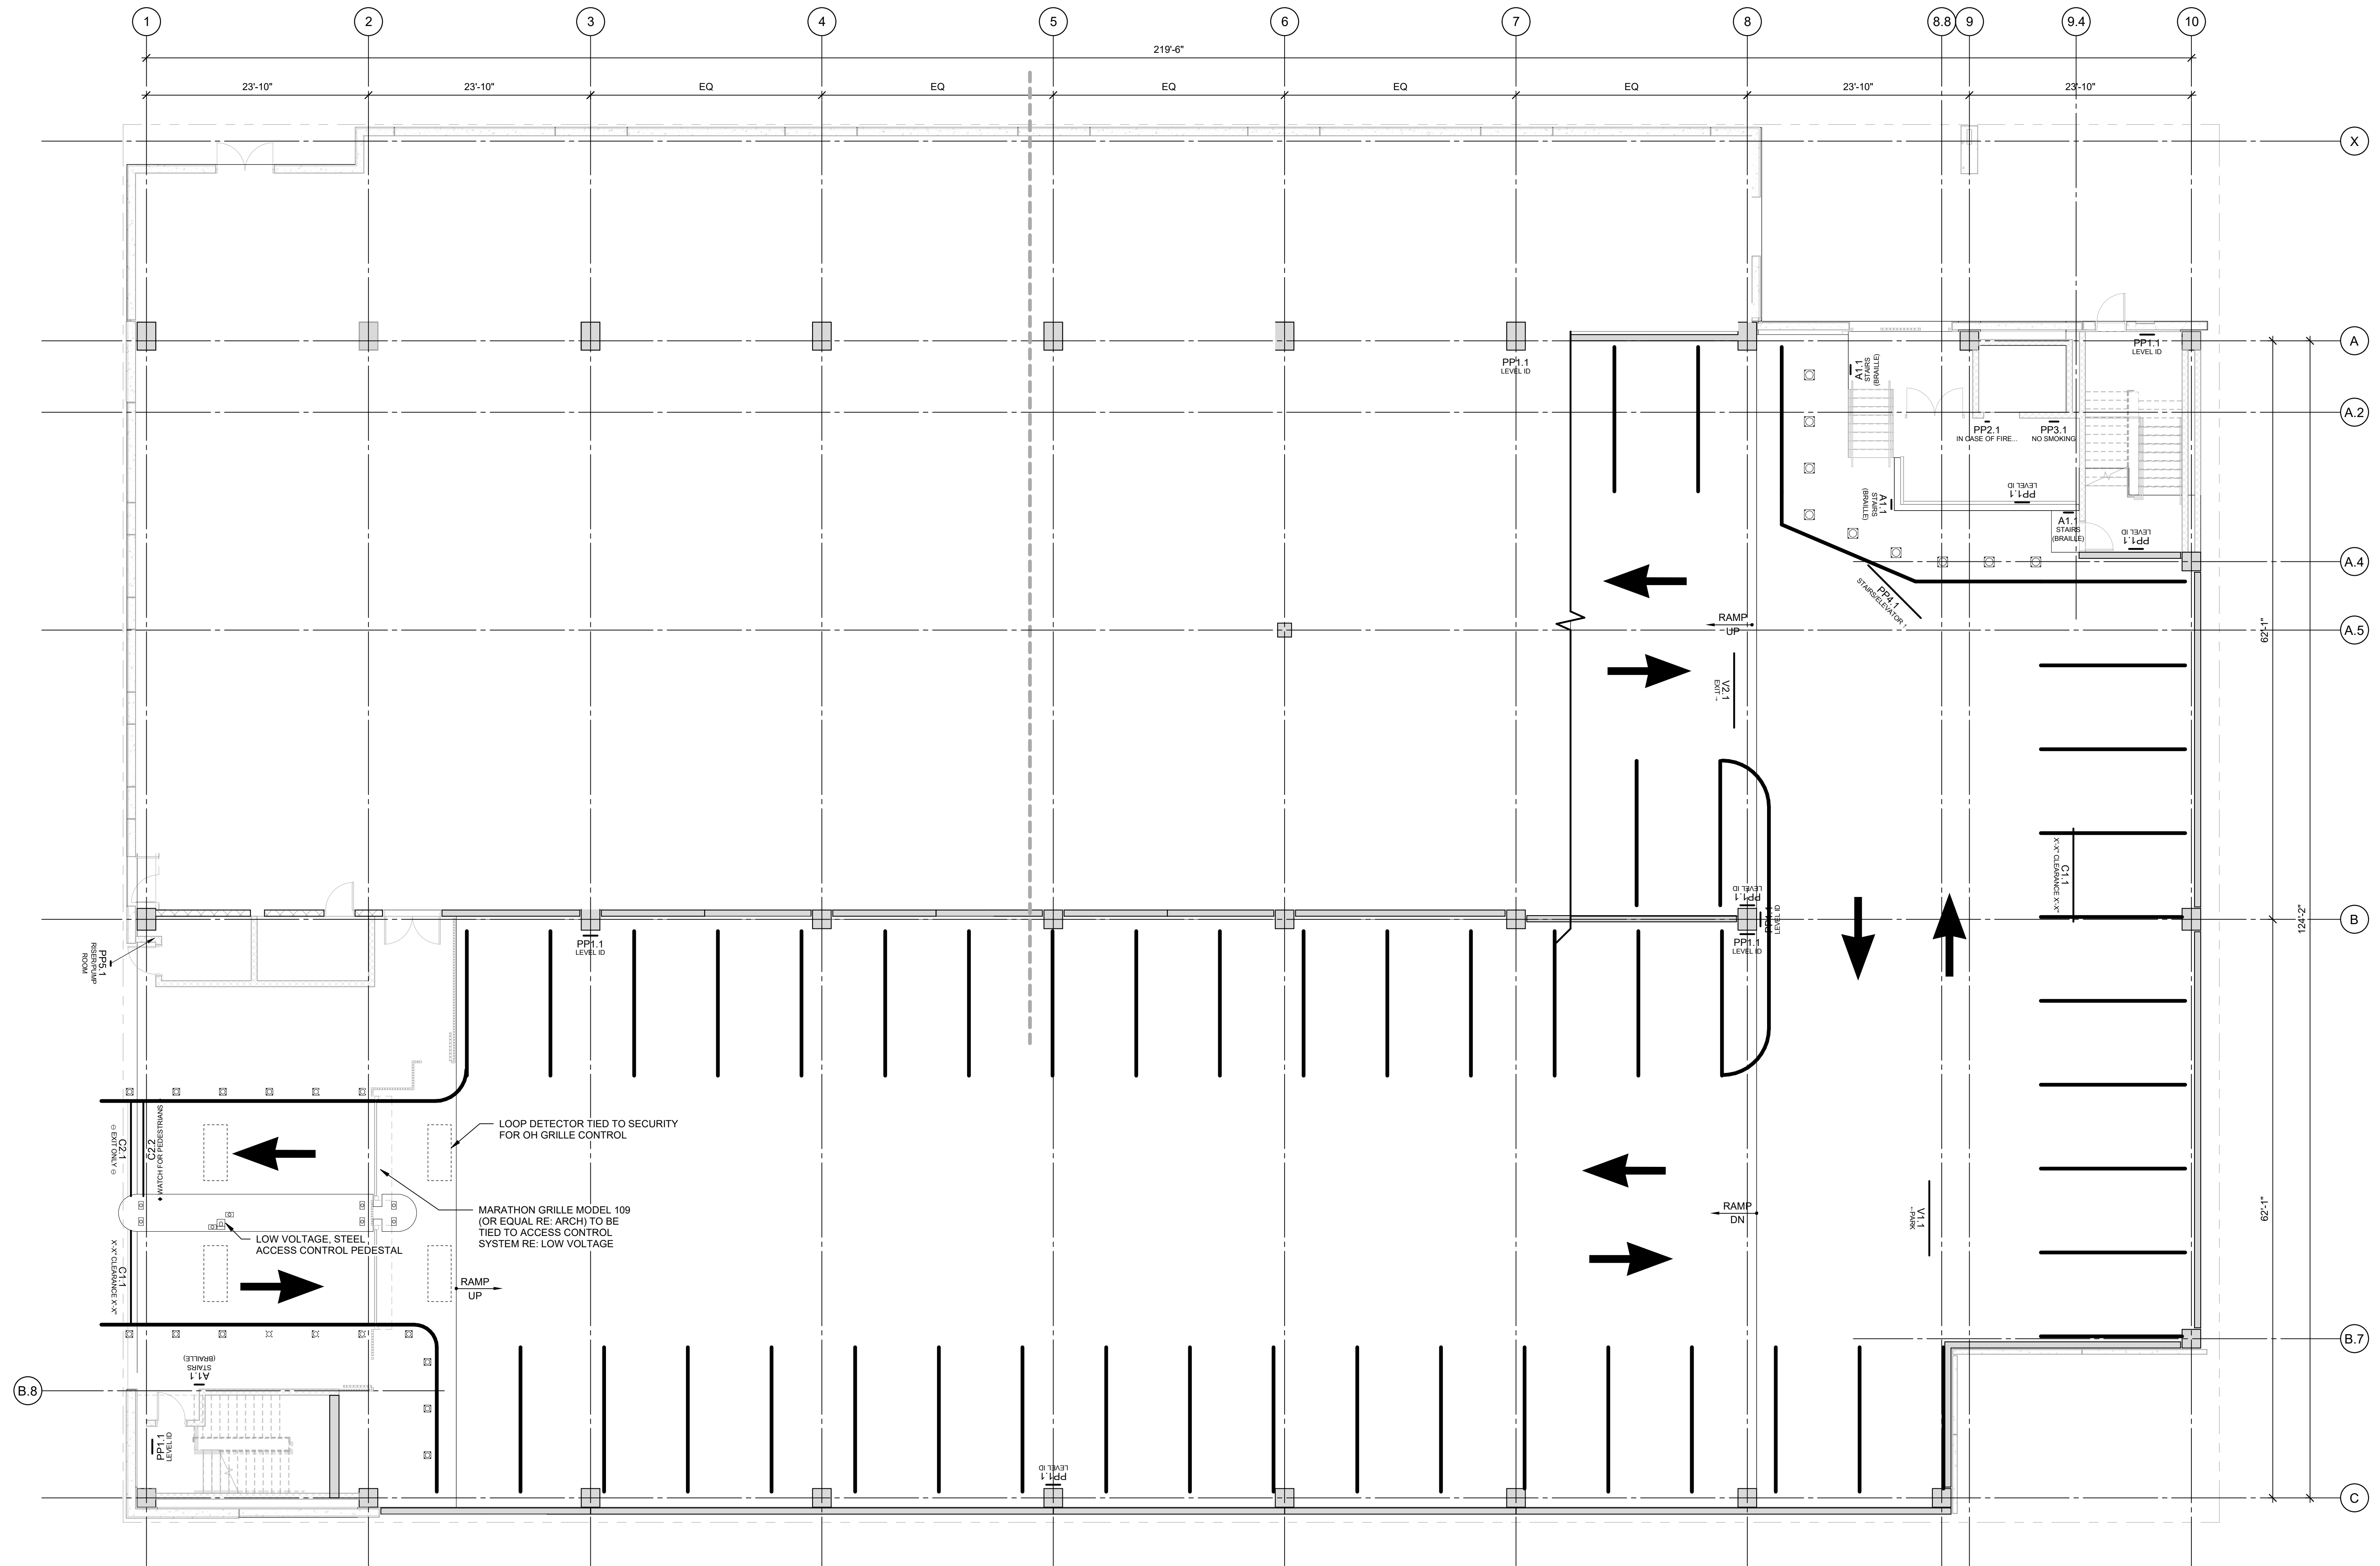 1
2
3
4
5
6
7
8
8.8
9
9.4
10
219'-6"
23'-10"
23'-10"
EQ
EQ
EQ
EQ
EQ
23'-10"
23'-10"
X
A
A.2
A.4
A.5
B
B.7
B.8
C
62'-1"
62'-1"
124'-2"
PP1.1
LEVEL ID
A1.1
STAIRS
(BRAILLE)
PP1.1
LEVEL ID
PP2.1
IN CASE OF FIRE...
PP3.1
NO SMOKING
A1.1
STAIRS
(BRAILLE)
PP1.1
LEVEL ID
A1.1
STAIRS
(BRAILLE)
PP1.1
LEVEL ID
PP4.1
STAIRS/ELEVATOR ↑
RAMP
UP
V2.1
EXIT→
C1.1
X'-X" CLEARANCE X'-X"
PP1.1
LEVEL ID
PP1.1
LEVEL ID
PP1.1
LEVEL ID
PP1.1
LEVEL ID
PP5.1
RISER/PUMP
ROOM
C2.1
⊖ EXIT ONLY ⊖
C2.2
♦ WATCH FOR PEDESTRIANS
LOOP DETECTOR TIED TO SECURITY
FOR OH GRILLE CONTROL
MARATHON GRILLE MODEL 109
(OR EQUAL RE: ARCH) TO BE
TIED TO ACCESS CONTROL
SYSTEM RE: LOW VOLTAGE
LOW VOLTAGE, STEEL
ACCESS CONTROL PEDESTAL
C1.1
X'-X" CLEARANCE X'-X"
RAMP
UP
RAMP
DN
V1.1
←PARK
A1.1
STAIRS
(BRAILLE)
PP1.1
LEVEL ID
PP1.1
LEVEL ID